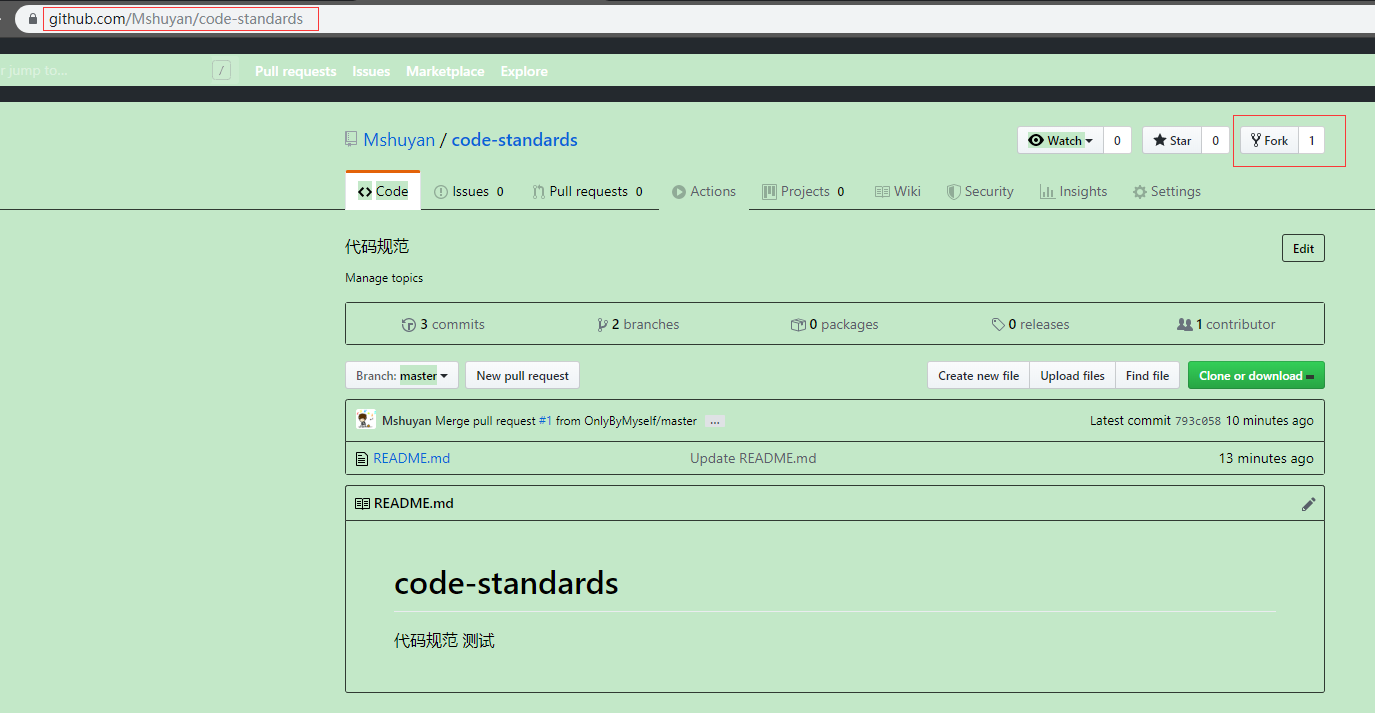 github.com/Mshuyan/code-standards
r jump to... / Pull requests Issues Marketplace Explore
Mshuyan / code-standards Watch 0 Star 0 Fork 1
Code Issues 0 Pull requests 0 Actions Projects 0 Wiki Security Insights Settings
代码规范 Edit
Manage topics
3 commits 2 branches 0 packages 0 releases 1 contributor
Branch: master New pull request Create new file Upload files Find file Clone or download
Mshuyan Merge pull request #1 from OnlyByMyself/master ... Latest commit 793c058 10 minutes ago
README.md Update README.md 13 minutes ago
README.md
code-standards
代码规范 测试